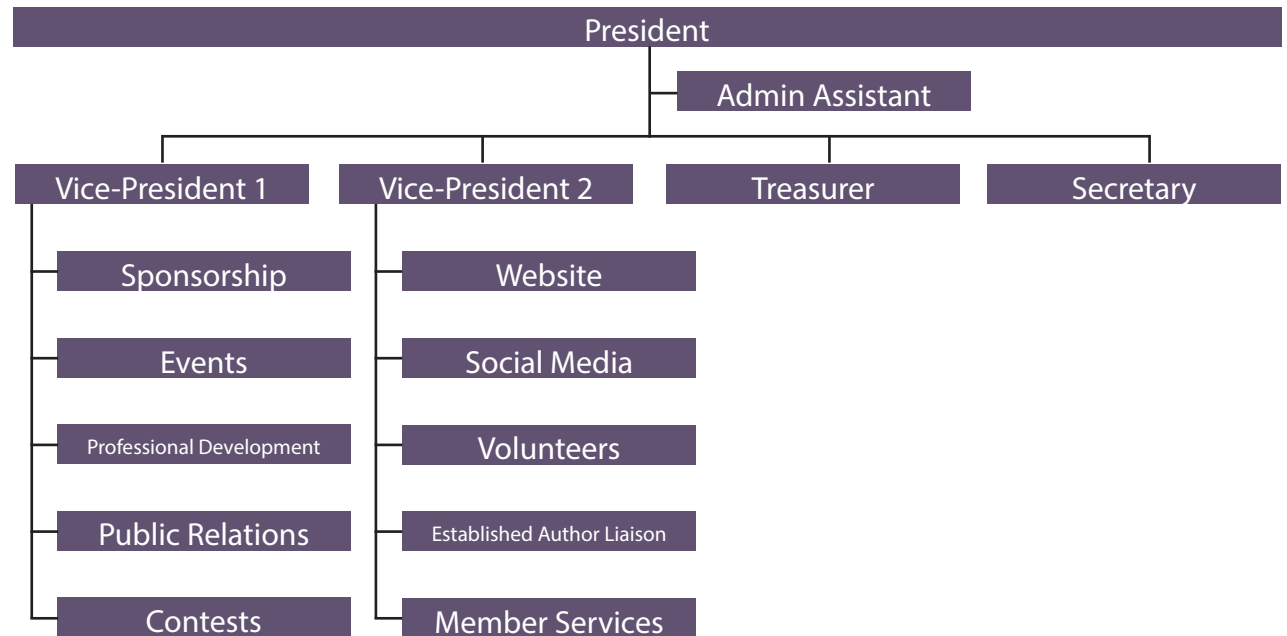 President
Admin Assistant
Vice-President 1
Vice-President 2
Treasurer
Secretary
Sponsorship
Website
Events
Social Media
Professional Development
Volunteers
Public Relations
Established Author Liaison
Contests
Member Services